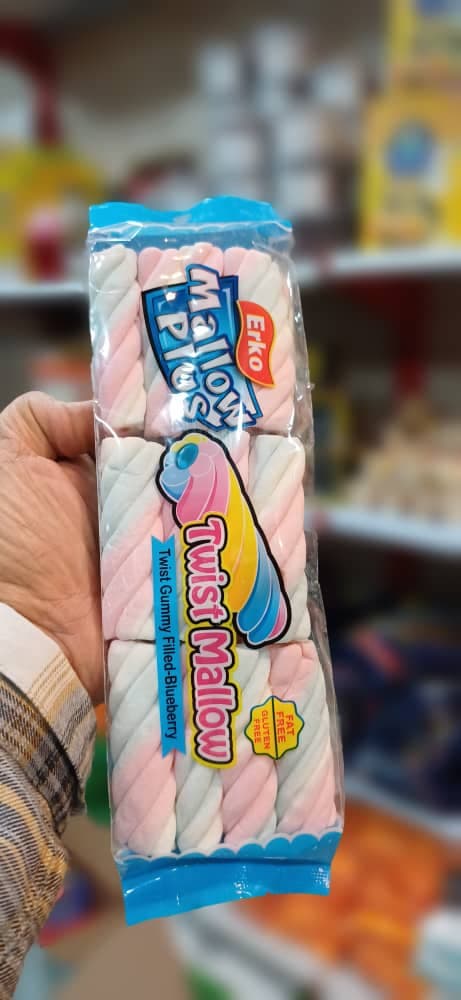 Erko
Mallow
Plus
Twist Mallow
Twist Gummy Filled-Blueberry
FAT
FREE
GLUTEN
FREE